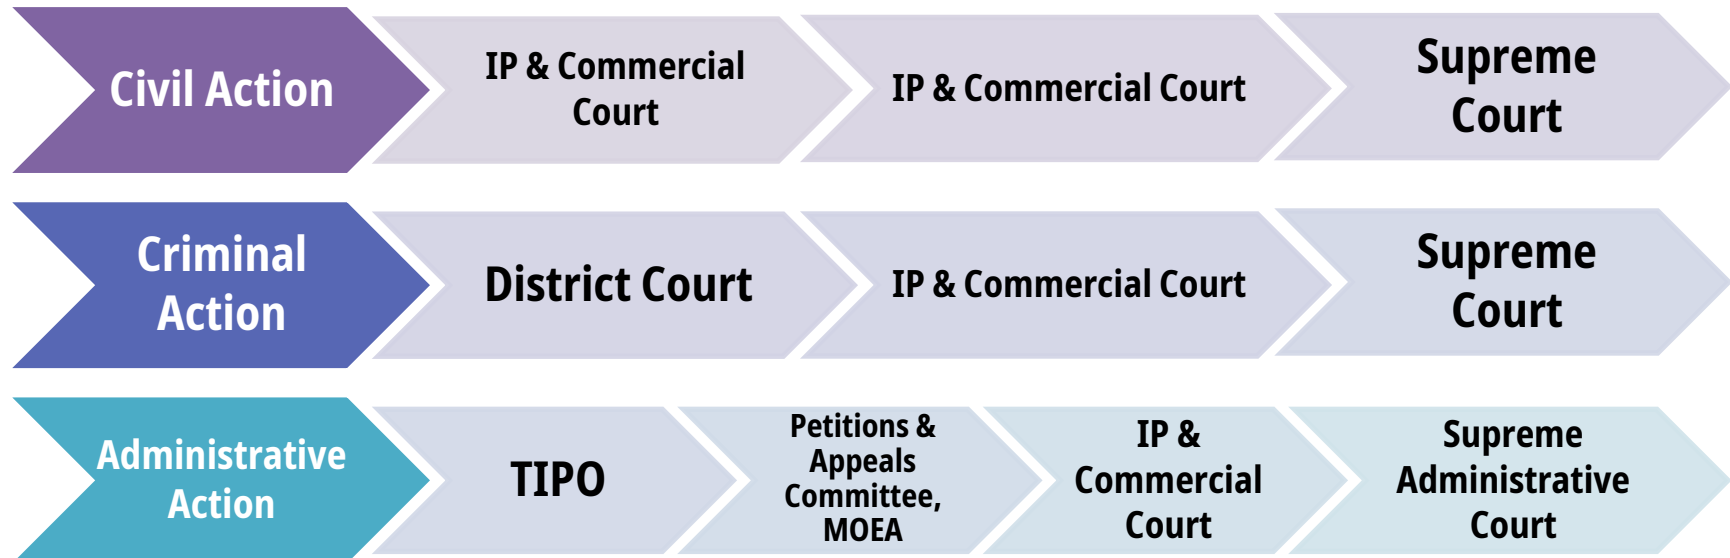 Civil Action
IP & Commercial
Court
IP & Commercial Court
Supreme
Court
Criminal
Action
District Court
IP & Commercial Court
Supreme
Court
Administrative
Action
TIPO
Petitions &
Appeals
Committee,
MOEA
IP &
Commercial
Court
Supreme
Administrative
Court